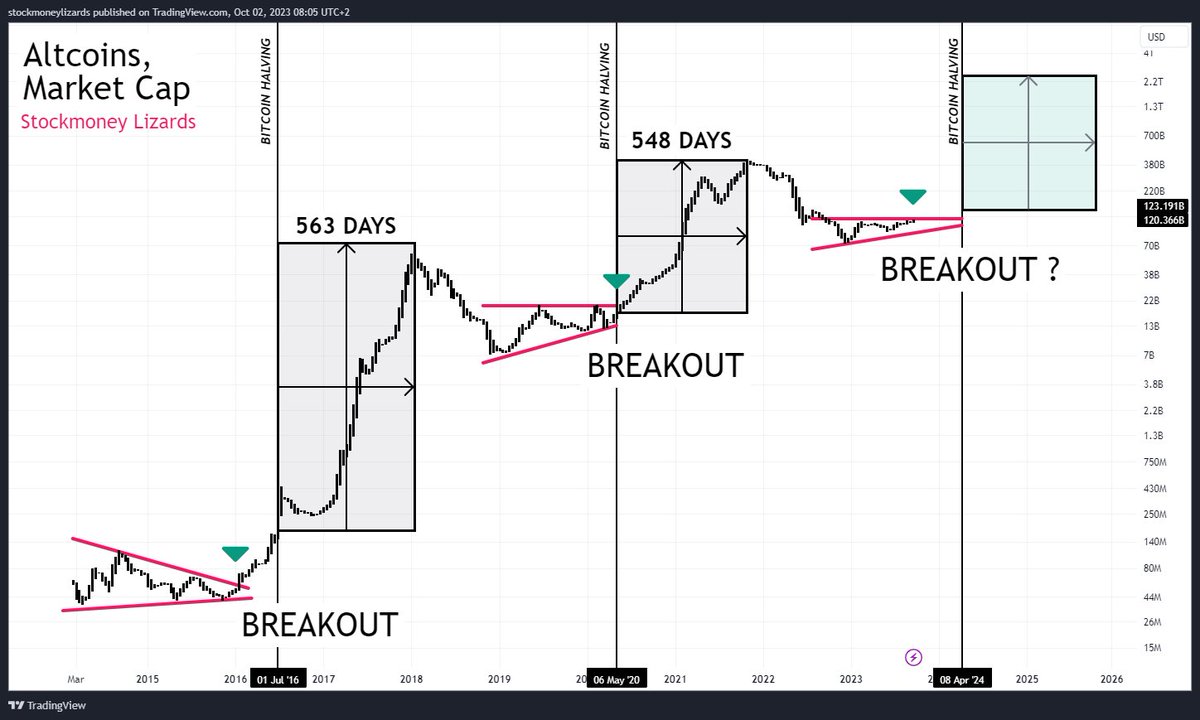 stockmoneylizards published on TradingView.com, Oct 02, 2023 08:05 UTC+2
Altcoins,
Market Cap
Stockmoney Lizards
BITCOIN HALVING
BITCOIN HALVING
BITCOIN HALVING
563 DAYS
548 DAYS
BREAKOUT
BREAKOUT
BREAKOUT ?
USD
4T
2.2T
1.3T
700B
380B
220B
123.191B
120.366B
70B
38B
22B
13B
7B
3.8B
2.2B
1.3B
750M
430M
250M
140M
80M
44M
26M
15M
Mar
2015
2016
01 Jul '16
2017
2018
2019
06 May '20
2021
2022
2023
08 Apr '24
2025
2026
TradingView